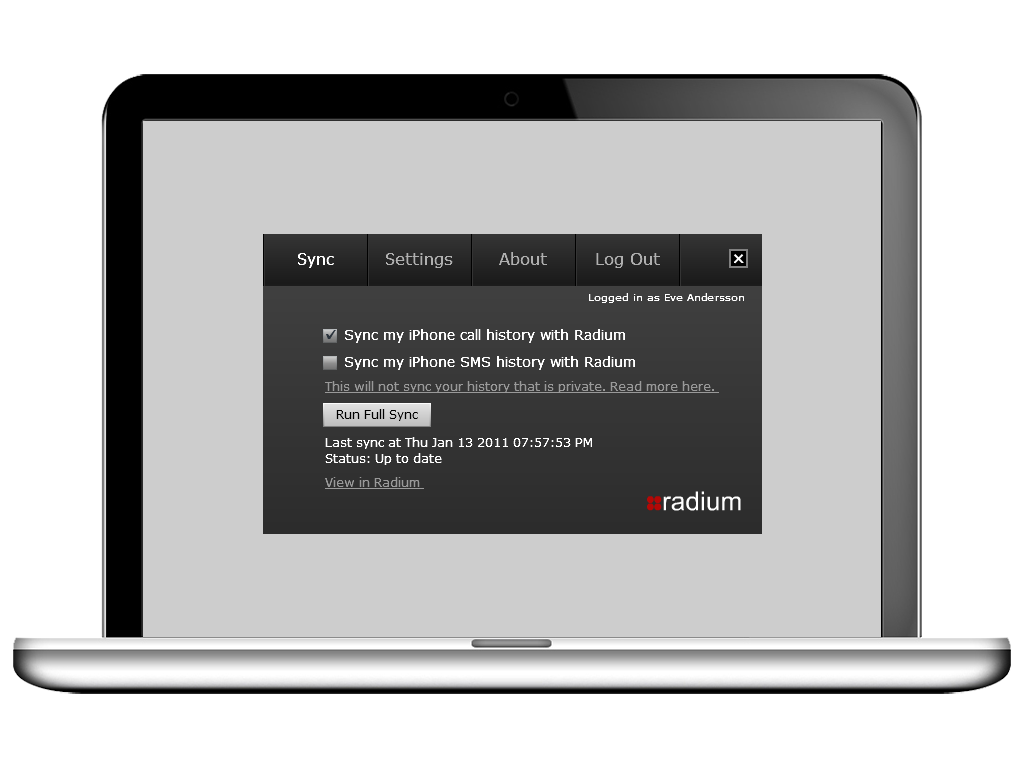 Sync Settings About Log Out
Logged in as Eve Andersson
Sync my iPhone call history with Radium
Sync my iPhone SMS history with Radium
This will not sync your history that is private. Read more here.
Run Full Sync
Last sync at Thu Jan 13 2011 07:57:53 PM
Status: Up to date
View in Radium
radium